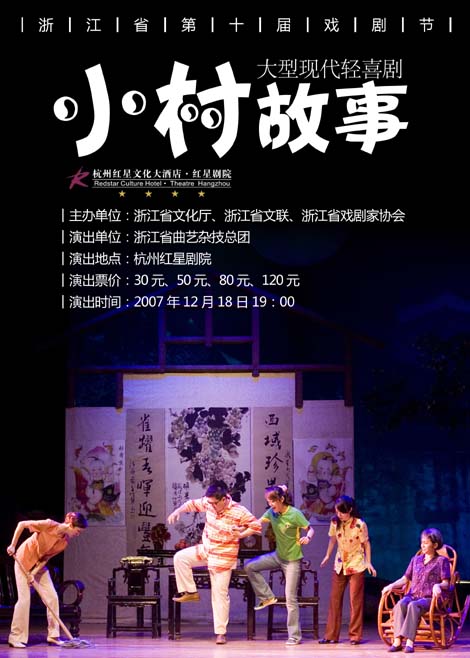 浙江省第十届戏剧节
大型现代轻喜剧
小村故事
杭州红星文化大酒店·红星剧院
Redstar Culture Hotel · Theatre Hangzhou
主办单位：浙江省文化厅、浙江省文联、浙江省戏剧家协会
演出单位：浙江省曲艺杂技总团
演出地点：杭州红星剧院
演出票价：30元、50元、80元、120元
演出时间：2007年12月18日19：00